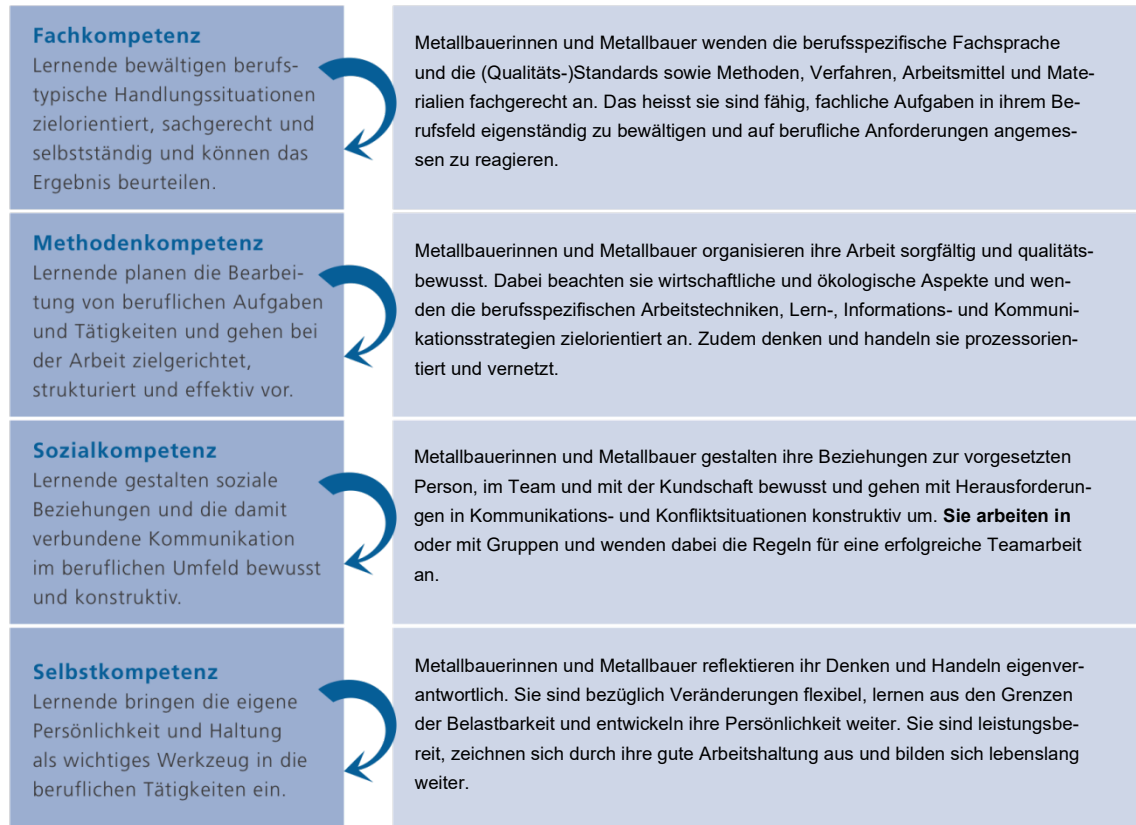 Fachkompetenz
Lernende bewältigen berufs-
typische Handlungssituationen
zielorientiert, sachgerecht und
selbstständig und können das
Ergebnis beurteilen.
Metallbauerinnen und Metallbauer wenden die berufsspezifische Fachsprache
und die (Qualitäts-)Standards sowie Methoden, Verfahren, Arbeitsmittel und Mate-
rialien fachgerecht an. Das heisst sie sind fähig, fachliche Aufgaben in ihrem Be-
rufsfeld eigenständig zu bewältigen und auf berufliche Anforderungen angemes-
sen zu reagieren.
Methodenkompetenz
Lernende planen die Bearbei-
tung von beruflichen Aufgaben
und Tätigkeiten und gehen bei
der Arbeit zielgerichtet,
strukturiert und effektiv vor.
Metallbauerinnen und Metallbauer organisieren ihre Arbeit sorgfältig und qualitäts-
bewusst. Dabei beachten sie wirtschaftliche und ökologische Aspekte und wen-
den die berufsspezifischen Arbeitstechniken, Lern-, Informations- und Kommuni-
kationsstrategien zielorientiert an. Zudem denken und handeln sie prozessorien-
tiert und vernetzt.
Sozialkompetenz
Lernende gestalten soziale
Beziehungen und die damit
verbundene Kommunikation
im beruflichen Umfeld bewusst
und konstruktiv.
Metallbauerinnen und Metallbauer gestalten ihre Beziehungen zur vorgesetzten
Person, im Team und mit der Kundschaft bewusst und gehen mit Herausforderun-
gen in Kommunikations- und Konfliktsituationen konstruktiv um. Sie arbeiten in
oder mit Gruppen und wenden dabei die Regeln für eine erfolgreiche Teamarbeit
an.
Selbstkompetenz
Lernende bringen die eigene
Persönlichkeit und Haltung
als wichtiges Werkzeug in die
beruflichen Tätigkeiten ein.
Metallbauerinnen und Metallbauer reflektieren ihr Denken und Handeln eigenver-
antwortlich. Sie sind bezüglich Veränderungen flexibel, lernen aus den Grenzen
der Belastbarkeit und entwickeln ihre Persönlichkeit weiter. Sie sind leistungsbe-
reit, zeichnen sich durch ihre gute Arbeitshaltung aus und bilden sich lebenslang
weiter.